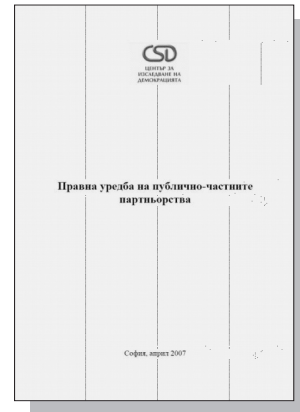 CSD
ЦЕНТЪР ЗА
ИЗСЛЕДВАНЕ НА
ДЕМОКРАЦИЯТА
Правна уредба на публично-частните
партньорства
София, април 2007